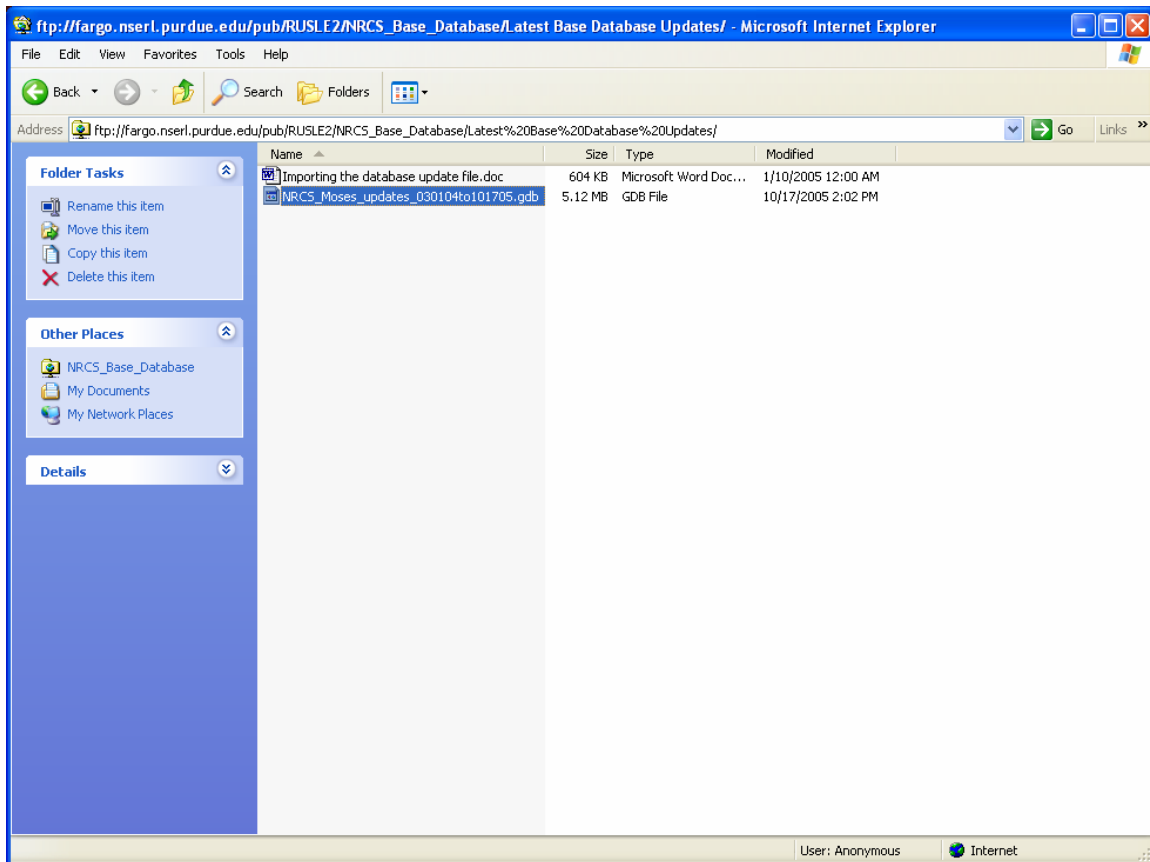 ftp://fargo.nserl.purdue.edu/pub/RUSLE2/NRCS_Base_Database/Latest Base Database Updates/ - Microsoft Internet Explorer
File Edit View Favorites Tools Help
Back Search Folders
Address ftp://fargo.nserl.purdue.edu/pub/RUSLE2/NRCS_Base_Database/Latest%20Base%20Database%20Updates/ Go Links »
Folder Tasks
Rename this item
Move this item
Copy this item
Delete this item
Other Places
NRCS_Base_Database
My Documents
My Network Places
Details
Name Size Type Modified
Importing the database update file.doc 604 KB Microsoft Word Doc... 1/10/2005 12:00 AM
NRCS_Moses_updates_030104to101705.gdb 5.12 MB GDB File 10/17/2005 2:02 PM
User: Anonymous Internet